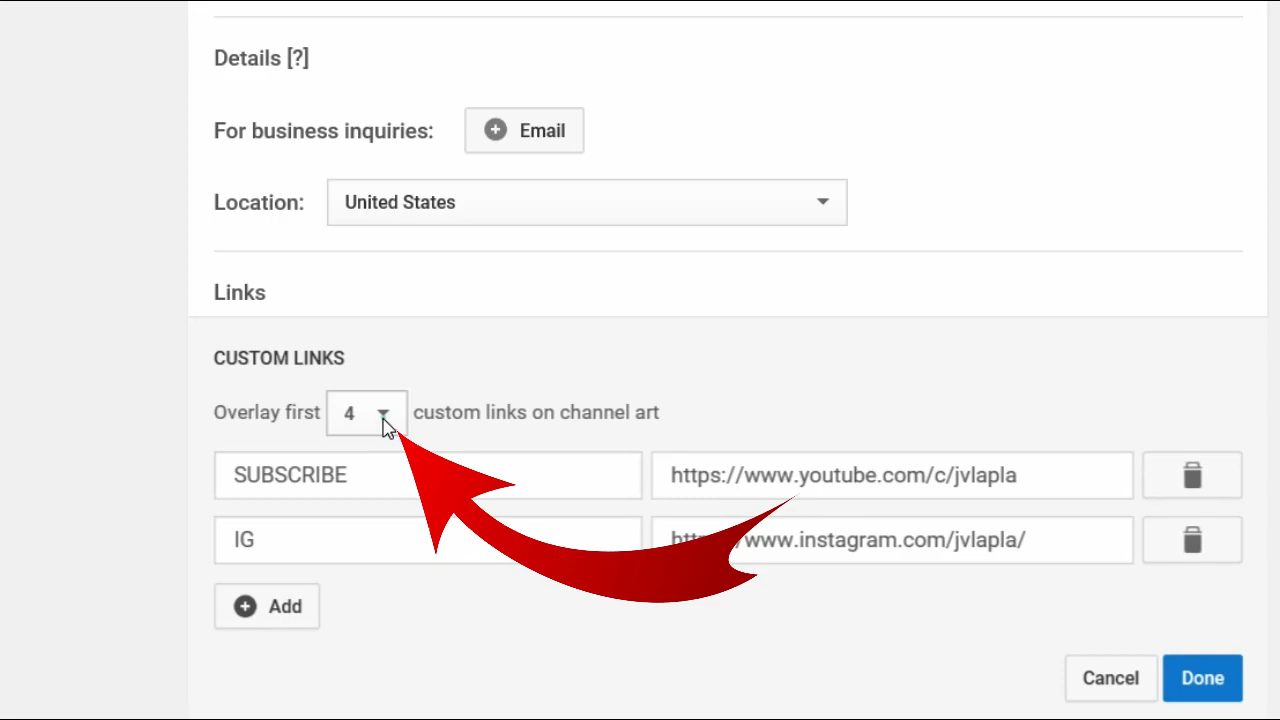 Details [?]
For business inquiries: Email
Location: United States
Links
CUSTOM LINKS
Overlay first 4 custom links on channel art
SUBSCRIBE https://www.youtube.com/c/jvlapla
IG www.instagram.com/jvlapla/
Add
Cancel Done